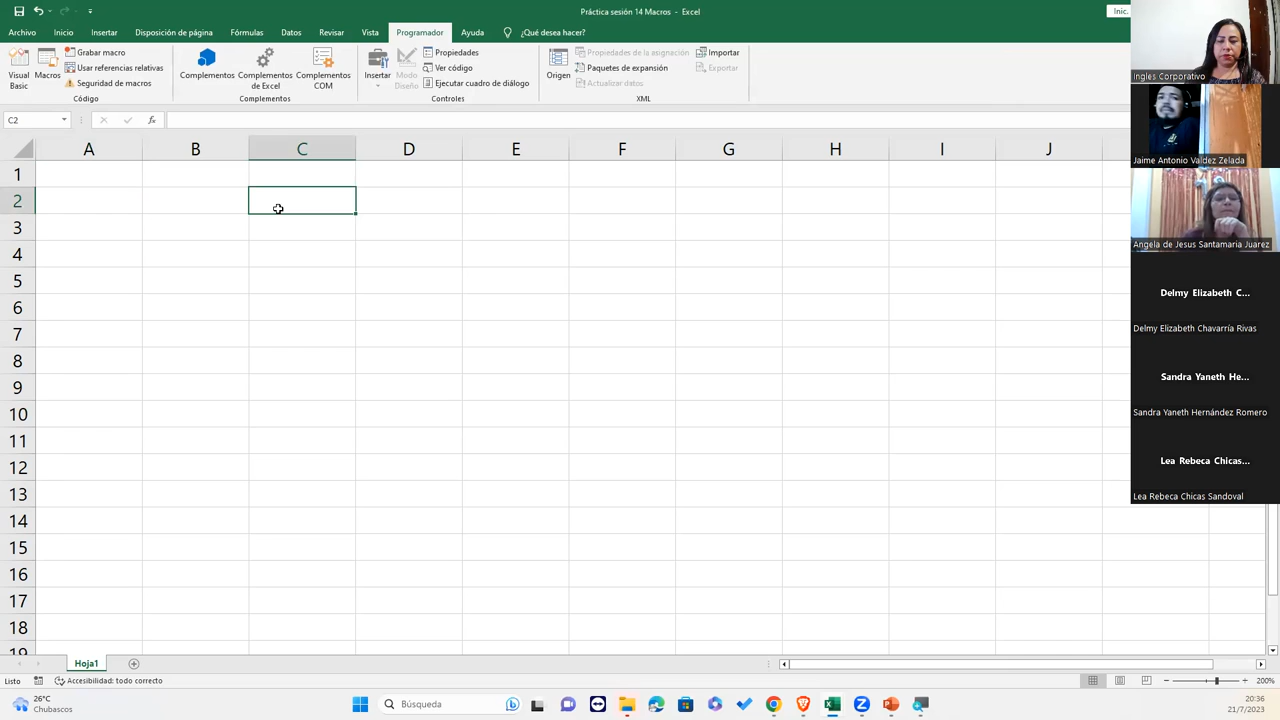 Práctica sesión 14 Macros - Excel
Inic.
Archivo Inicio Insertar Disposición de página Fórmulas Datos Revisar Vista Programador Ayuda ¿Qué desea hacer?
Visual Basic
Macros
Grabar macro
Usar referencias relativas
Seguridad de macros
Código
Complementos
Complementos de Excel
Complementos COM
Complementos
Insertar
Modo Diseño
Propiedades
Ver código
Ejecutar cuadro de diálogo
Controles
Origen
Propiedades de la asignación
Paquetes de expansión
Actualizar datos
Importar
Exportar
XML
C2
fx
A B C D E F G H I J
1
2
3
4
5
6
7
8
9
10
11
12
13
14
15
16
17
18
19
Ingles Corporativo
Jaime Antonio Valdez Zelada
Angela de Jesus Santamaria Juarez
Delmy Elizabeth C...
Delmy Elizabeth Chavarría Rivas
Sandra Yaneth He...
Sandra Yaneth Hernández Romero
Lea Rebeca Chicas...
Lea Rebeca Chicas Sandoval
Hoja1
Listo
Accesibilidad: todo correcto
200%
26°C
Chubascos
Búsqueda
20:36
21/7/2023